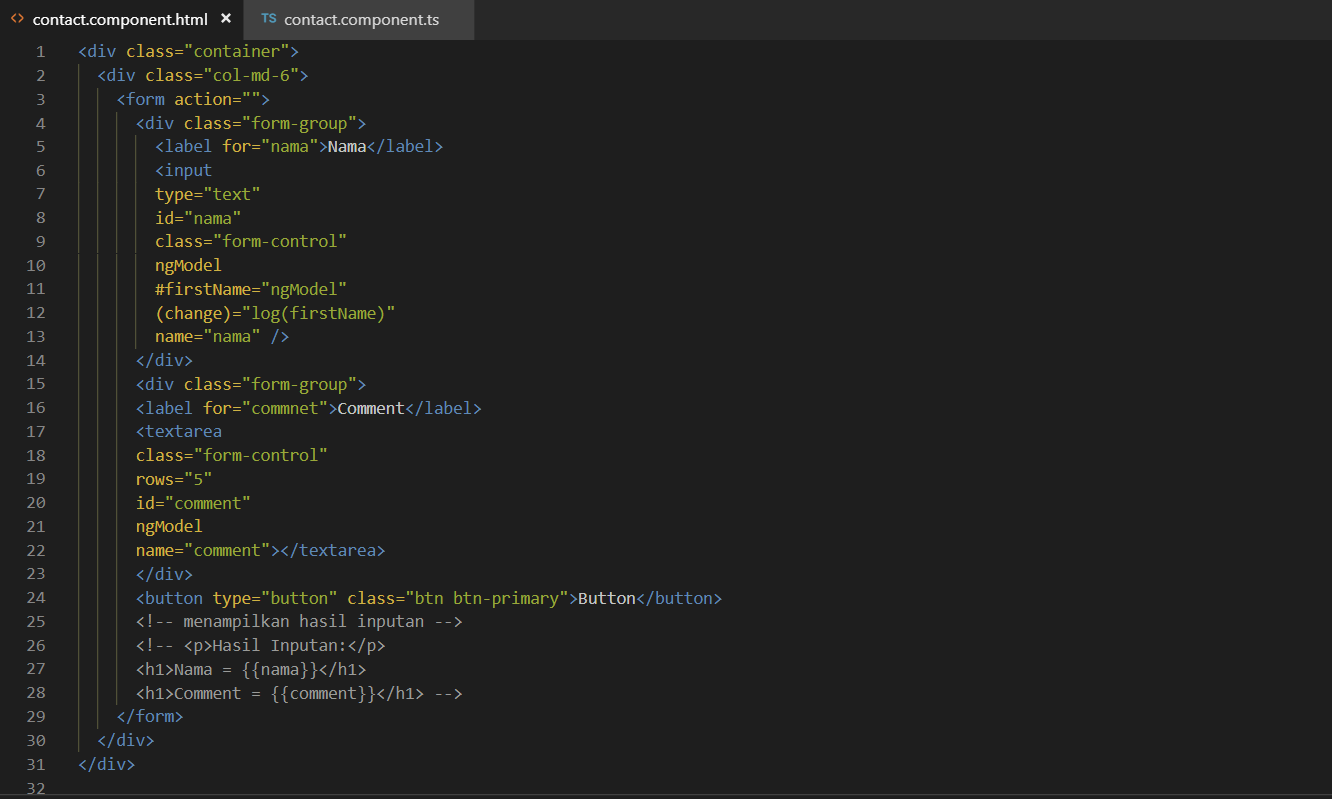 <> contact.component.html × TS contact.component.ts
1 <div class="container">
2 <div class="col-md-6">
3 <form action="">
4 <div class="form-group">
5 <label for="nama">Nama</label>
6 <input
7 type="text"
8 id="nama"
9 class="form-control"
10 ngModel
11 #firstName="ngModel"
12 (change)="log(firstName)"
13 name="nama" />
14 </div>
15 <div class="form-group">
16 <label for="commnet">Comment</label>
17 <textarea
18 class="form-control"
19 rows="5"
20 id="comment"
21 ngModel
22 name="comment"></textarea>
23 </div>
24 <button type="button" class="btn btn-primary">Button</button>
25 <!-- menampilkan hasil inputan -->
26 <!-- <p>Hasil Inputan:</p>
27 <h1>Nama = {{nama}}</h1>
28 <h1>Comment = {{comment}}</h1> -->
29 </form>
30 </div>
31 </div>
32